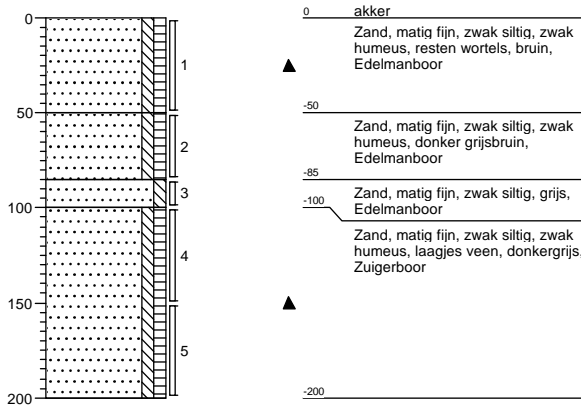 0
50
100
150
200
1
2
3
4
5
0 akker
Zand, matig fijn, zwak siltig, zwak
humeus, resten wortels, bruin,
Edelmanboor
-50
Zand, matig fijn, zwak siltig, zwak
humeus, donker grijsbruin,
Edelmanboor
-85
Zand, matig fijn, zwak siltig, grijs,
Edelmanboor
-100
Zand, matig fijn, zwak siltig, zwak
humeus, laagjes veen, donkergrijs,
Zuigerboor
-200